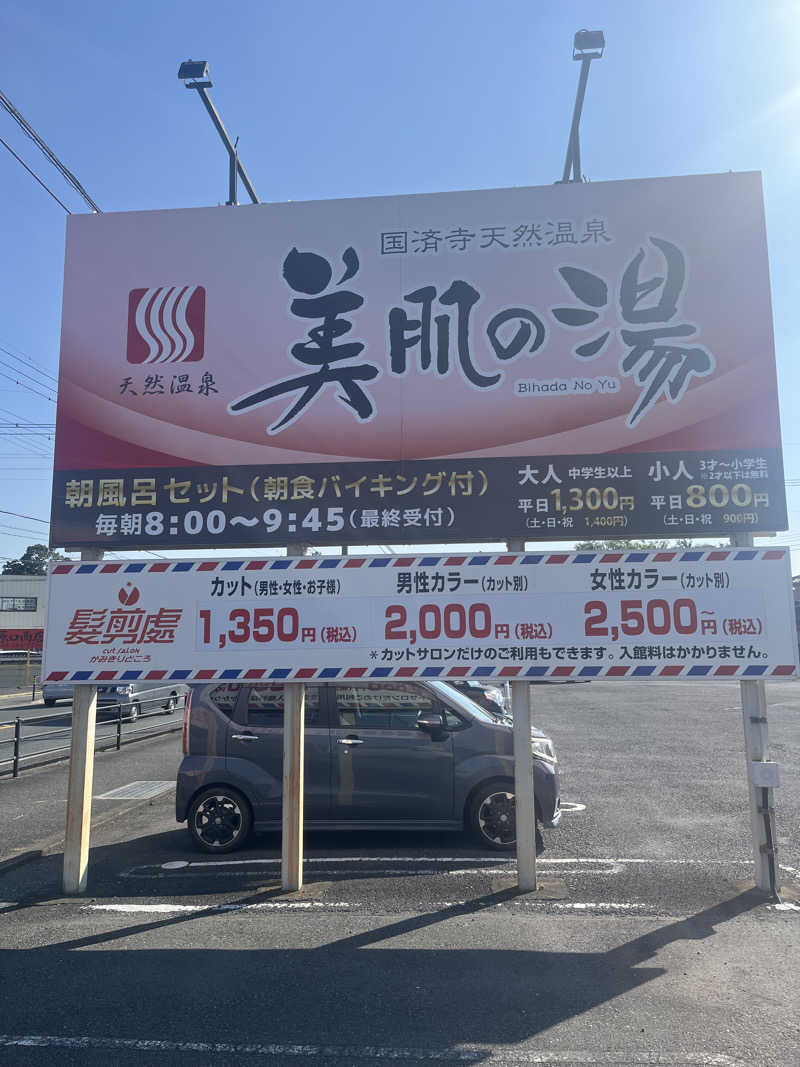 国済寺天然温泉
美肌の湯
Bihada No Yu
天然温泉
朝風呂セット（朝食バイキング付）
毎朝8:00〜9:45（最終受付）
大人 中学生以上
平日1,300円
（土・日・祝 1,400円）
小人 3才〜小学生 ※2才以下は無料
平日800円
（土・日・祝 900円）
髪剪處
cut salon
かみきりどころ
カット（男性・女性・お子様）
1,350円（税込）
男性カラー（カット別）
2,000円（税込）
女性カラー（カット別）
2,500円〜（税込）
＊カットサロンだけのご利用もできます。入館料はかかりません。